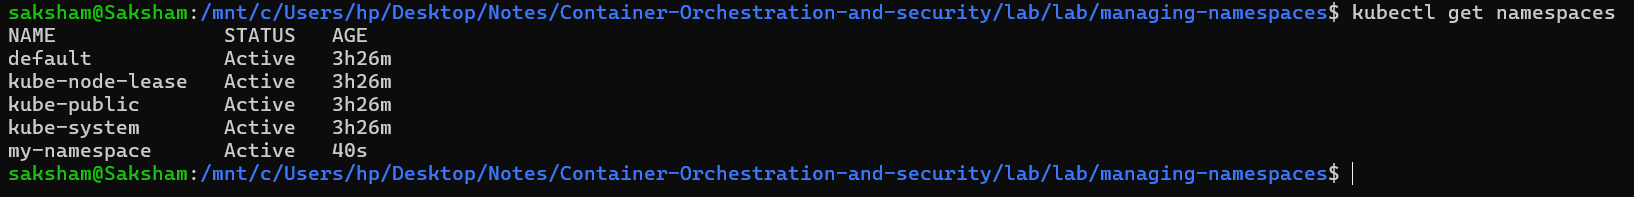 saksham@Saksham:/mnt/c/Users/hp/Desktop/Notes/Container-Orchestration-and-security/lab/lab/managing-namespaces$ kubectl get namespaces
NAME              STATUS   AGE
default           Active   3h26m
kube-node-lease   Active   3h26m
kube-public       Active   3h26m
kube-system       Active   3h26m
my-namespace      Active   40s
saksham@Saksham:/mnt/c/Users/hp/Desktop/Notes/Container-Orchestration-and-security/lab/lab/managing-namespaces$